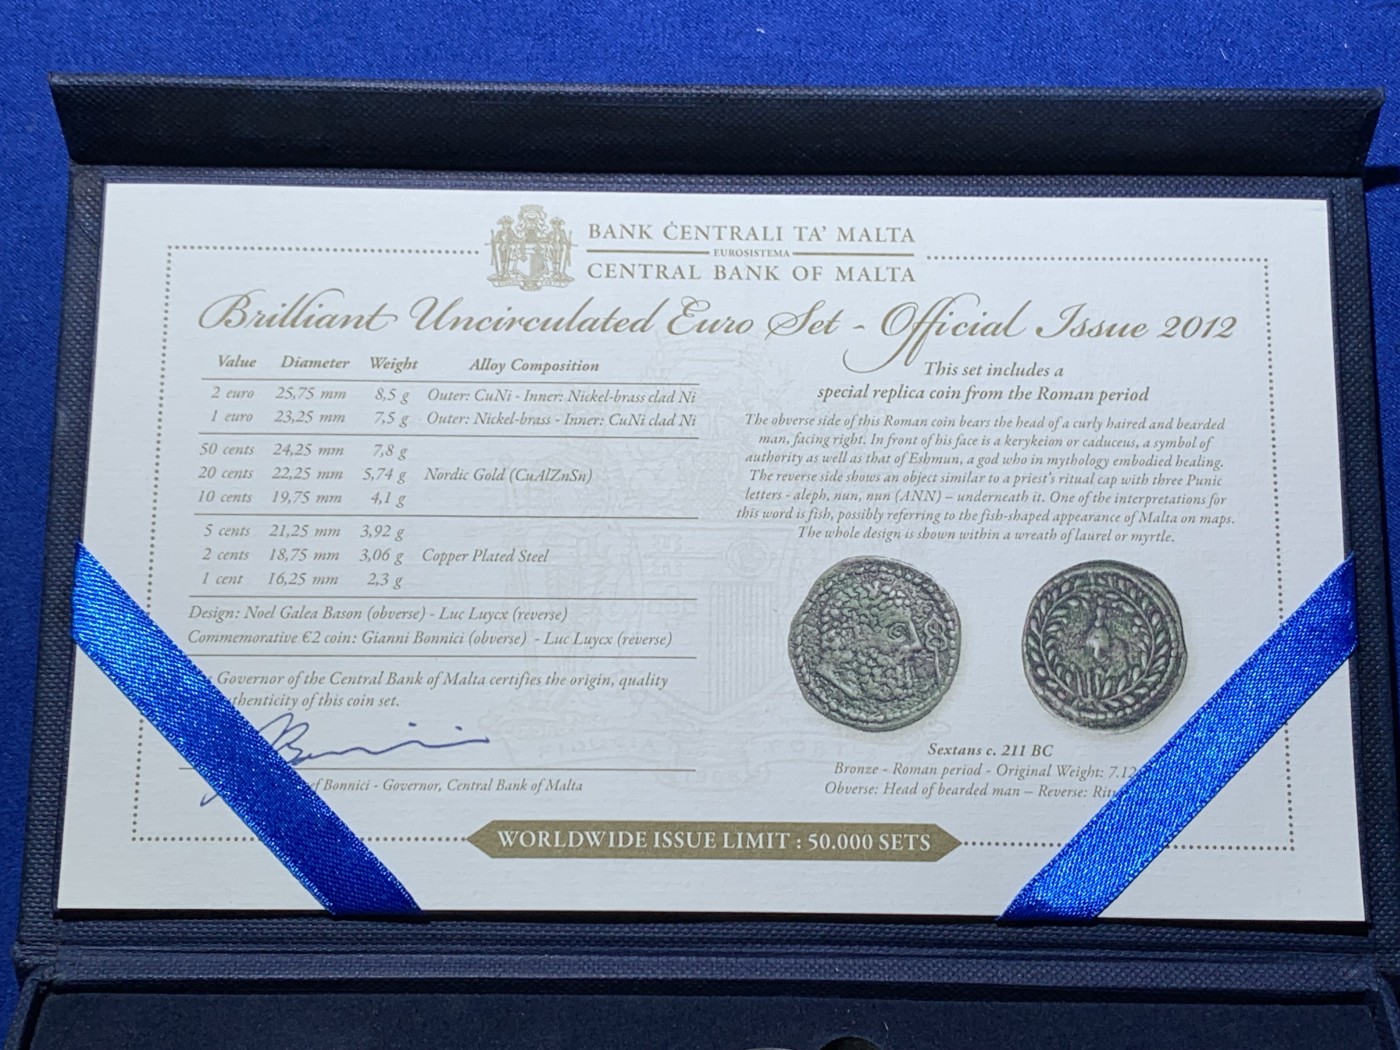 BANK ĊENTRALI TA' MALTA
EUROSISTEMA
CENTRAL BANK OF MALTA
Brilliant Uncirculated Euro Set - Official Issue 2012
Value Diameter Weight Alloy Composition
2 euro 25,75 mm 8,5 g Outer: CuNi - Inner: Nickel-brass clad Ni
1 euro 23,25 mm 7,5 g Outer: Nickel-brass - Inner: CuNi clad Ni
50 cents 24,25 mm 7,8 g
20 cents 22,25 mm 5,74 g Nordic Gold (CuAlZnSn)
10 cents 19,75 mm 4,1 g
5 cents 21,25 mm 3,92 g
2 cents 18,75 mm 3,06 g Copper Plated Steel
1 cent 16,25 mm 2,3 g
Design: Noel Galea Bason (obverse) - Luc Luycx (reverse)
Commemorative €2 coin: Gianni Bonnici (obverse) - Luc Luycx (reverse)
Governor of the Central Bank of Malta certifies the origin, quality
thenticity of this coin set.
ef Bonnici - Governor, Central Bank of Malta
This set includes a
special replica coin from the Roman period
The obverse side of this Roman coin bears the head of a curly haired and bearded
man, facing right. In front of his face is a kerykeion or caduceus, a symbol of
authority as well as that of Eshmun, a god who in mythology embodied healing.
The reverse side shows an object similar to a priest's ritual cap with three Punic
letters - aleph, nun, nun (ANN) – underneath it. One of the interpretations for
this word is fish, possibly referring to the fish-shaped appearance of Malta on maps.
The whole design is shown within a wreath of laurel or myrtle.
Sextans c. 211 BC
Bronze - Roman period - Original Weight: 7.12
Obverse: Head of bearded man – Reverse: Ritu
WORLDWIDE ISSUE LIMIT : 50.000 SETS